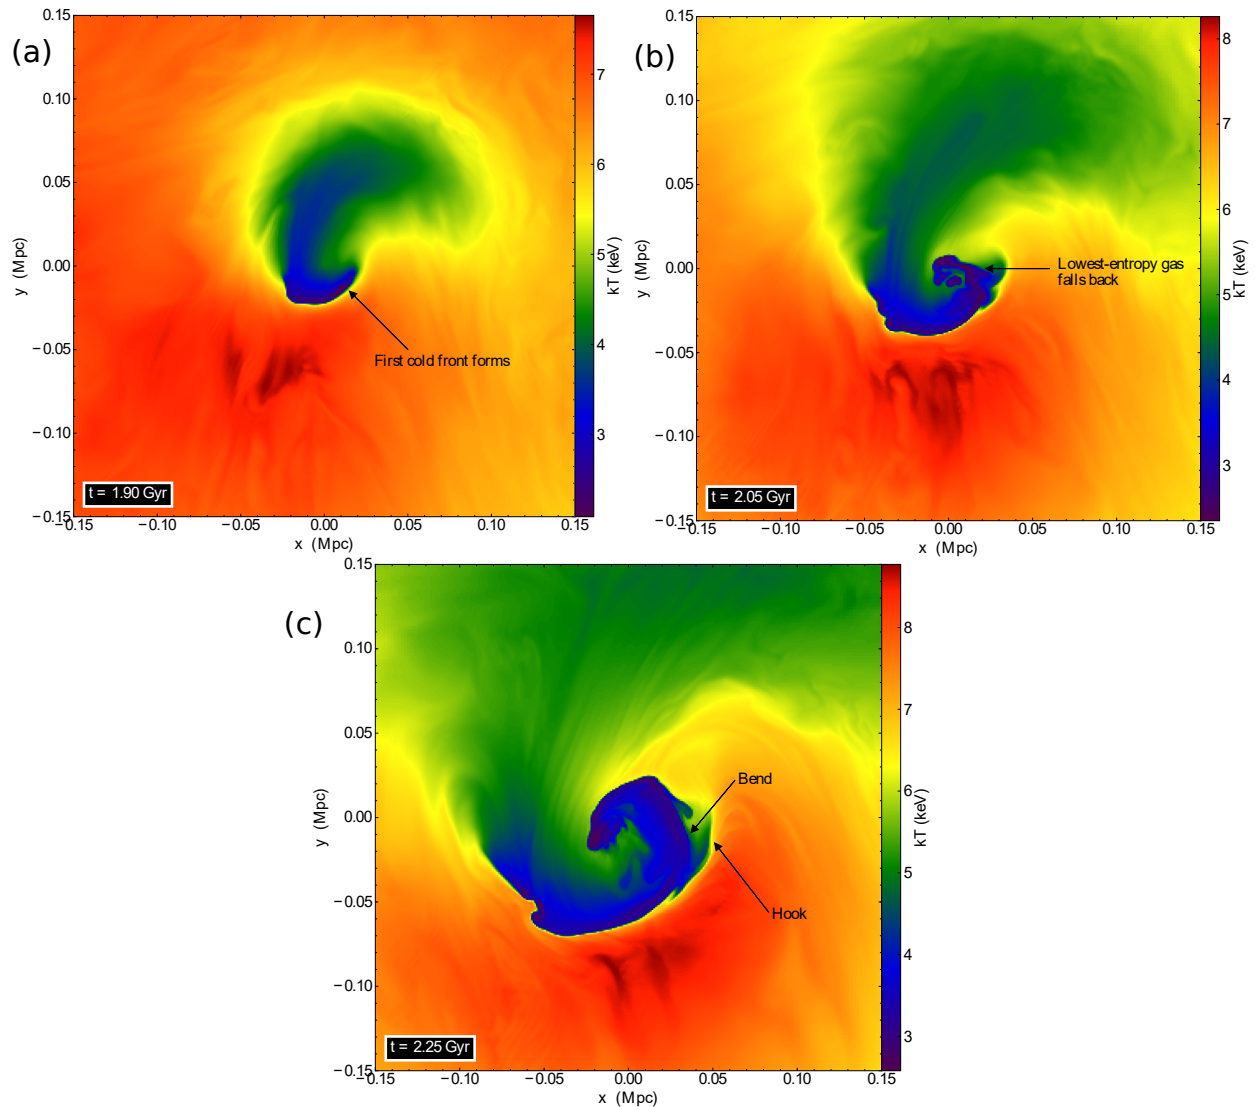 (a)
0.15
0.10
0.05
0.00
−0.05
−0.10
−0.15
y (Mpc)
−0.15 −0.10 −0.05 0.00 0.05 0.10 0.15
x (Mpc)
First cold front forms
t = 1.90 Gyr
7
6
5
4
3
kT (keV)
(b)
0.15
0.10
0.05
0.00
−0.05
−0.10
−0.15
y (Mpc)
−0.15 −0.10 −0.05 0.00 0.05 0.10 0.15
x (Mpc)
Lowest-entropy gas
falls back
t = 2.05 Gyr
8
7
6
5
4
3
kT (keV)
(c)
0.15
0.10
0.05
0.00
−0.05
−0.10
−0.15
y (Mpc)
−0.15 −0.10 −0.05 0.00 0.05 0.10 0.15
x (Mpc)
Bend
Hook
t = 2.25 Gyr
8
7
6
5
4
3
kT (keV)